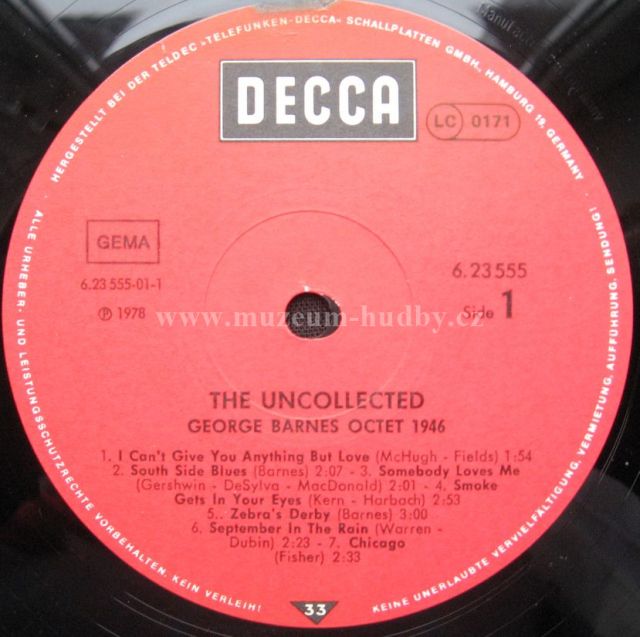 HERGESTELLT BEI DER TELDEC »TELEFUNKEN-DECCA« SCHALLPLATTEN GMBH, HAMBURG 19, GERMANY
DECCA
LC 0171
GEMA
6.23 555-01-1
℗ 1978
6.23555
Side 1
www.muzeum-hudby.cz
THE UNCOLLECTED
GEORGE BARNES OCTET 1946
1. I Can't Give You Anything But Love (McHugh - Fields) 1:54
2. South Side Blues (Barnes) 2:07 - 3. Somebody Loves Me
(Gershwin - DeSylva - MacDonald) 2:01 - 4. Smoke
Gets In Your Eyes (Kern - Harbach) 2:53
5.. Zebra's Derby (Barnes) 3:00
6. September In The Rain (Warren -
Dubin) 2:23 - 7. Chicago
(Fisher) 2:33
33
ALLE URHEBER- UND LEISTUNGSSCHUTZRECHTE VORBEHALTEN. KEIN VERLEIH!
KEINE UNERLAUBTE VERVIELFÄLTIGUNG, VERMIETUNG, AUFFÜHRUNG, SENDUNG!